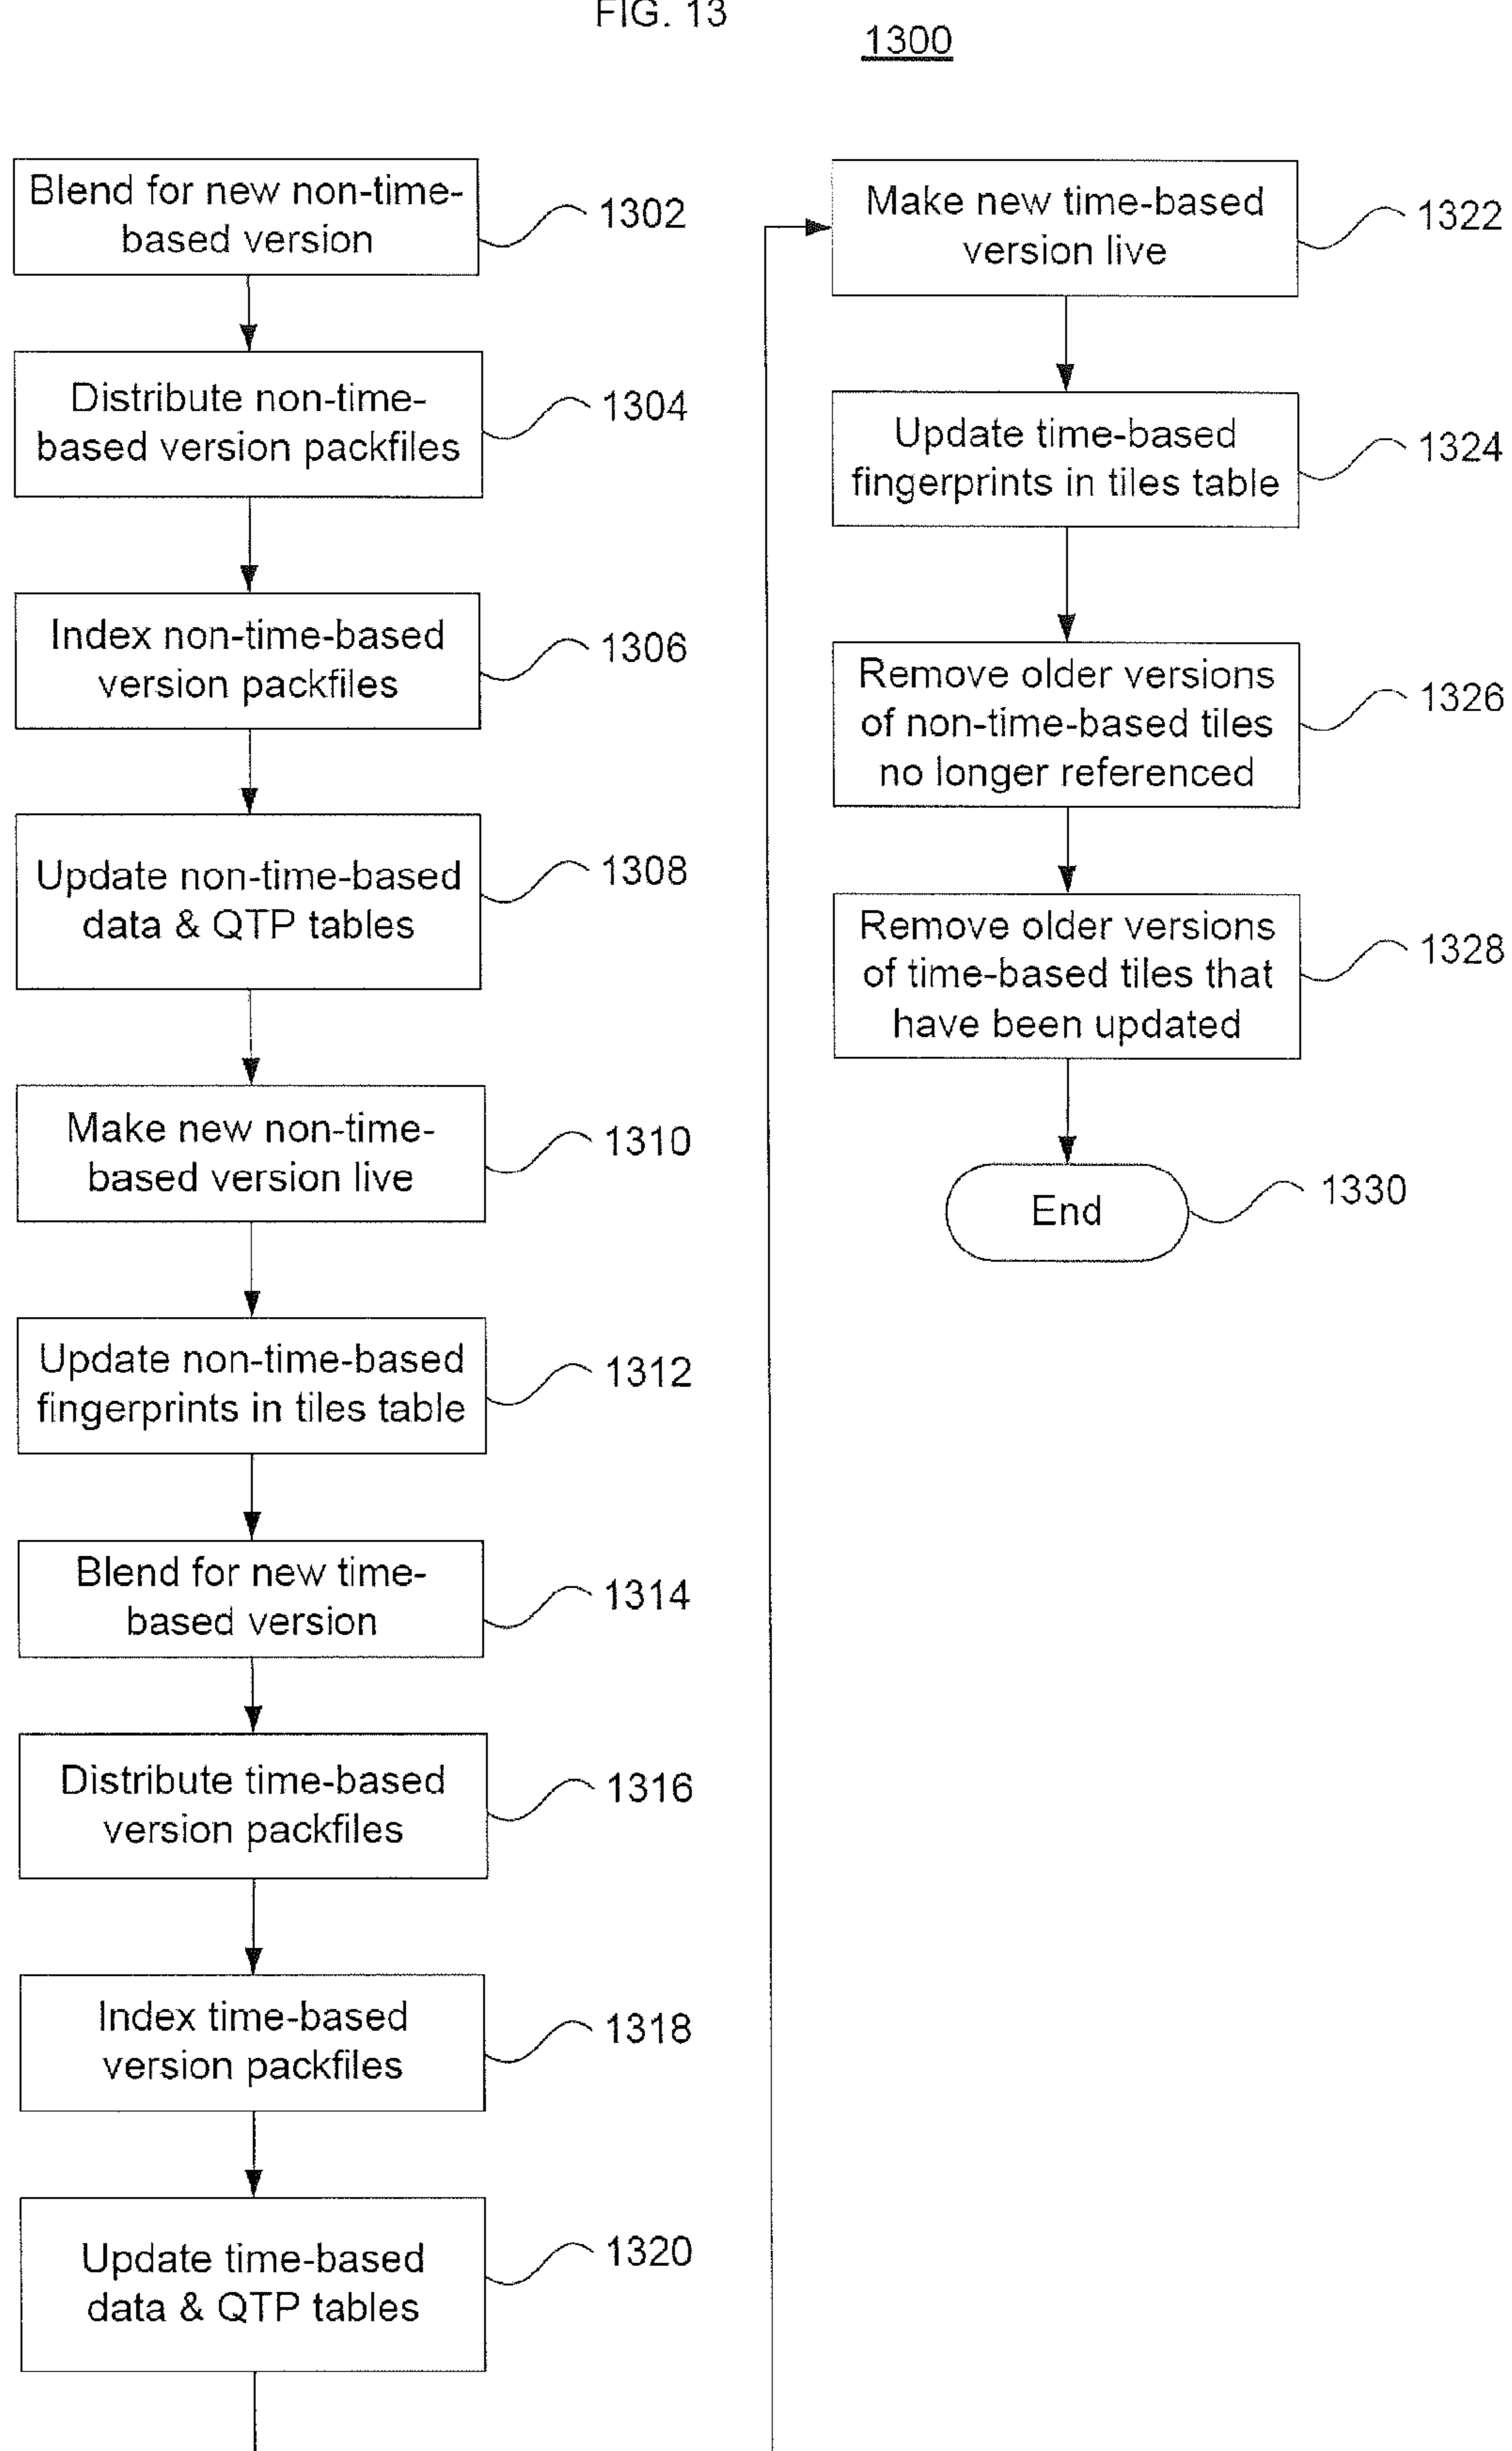 FIG. 13
1300
Blend for new non-time-
based version
1302
Distribute non-time-
based version packfiles
1304
Index non-time-based
version packfiles
1306
Update non-time-based
data & QTP tables
1308
Make new non-time-
based version live
1310
Update non-time-based
fingerprints in tiles table
1312
Blend for new time-
based version
1314
Distribute time-based
version packfiles
1316
Index time-based
version packfiles
1318
Update time-based
data & QTP tables
1320
Make new time-based
version live
1322
Update time-based
fingerprints in tiles table
1324
Remove older versions
of non-time-based tiles
no longer referenced
1326
Remove older versions
of time-based tiles that
have been updated
1328
End
1330